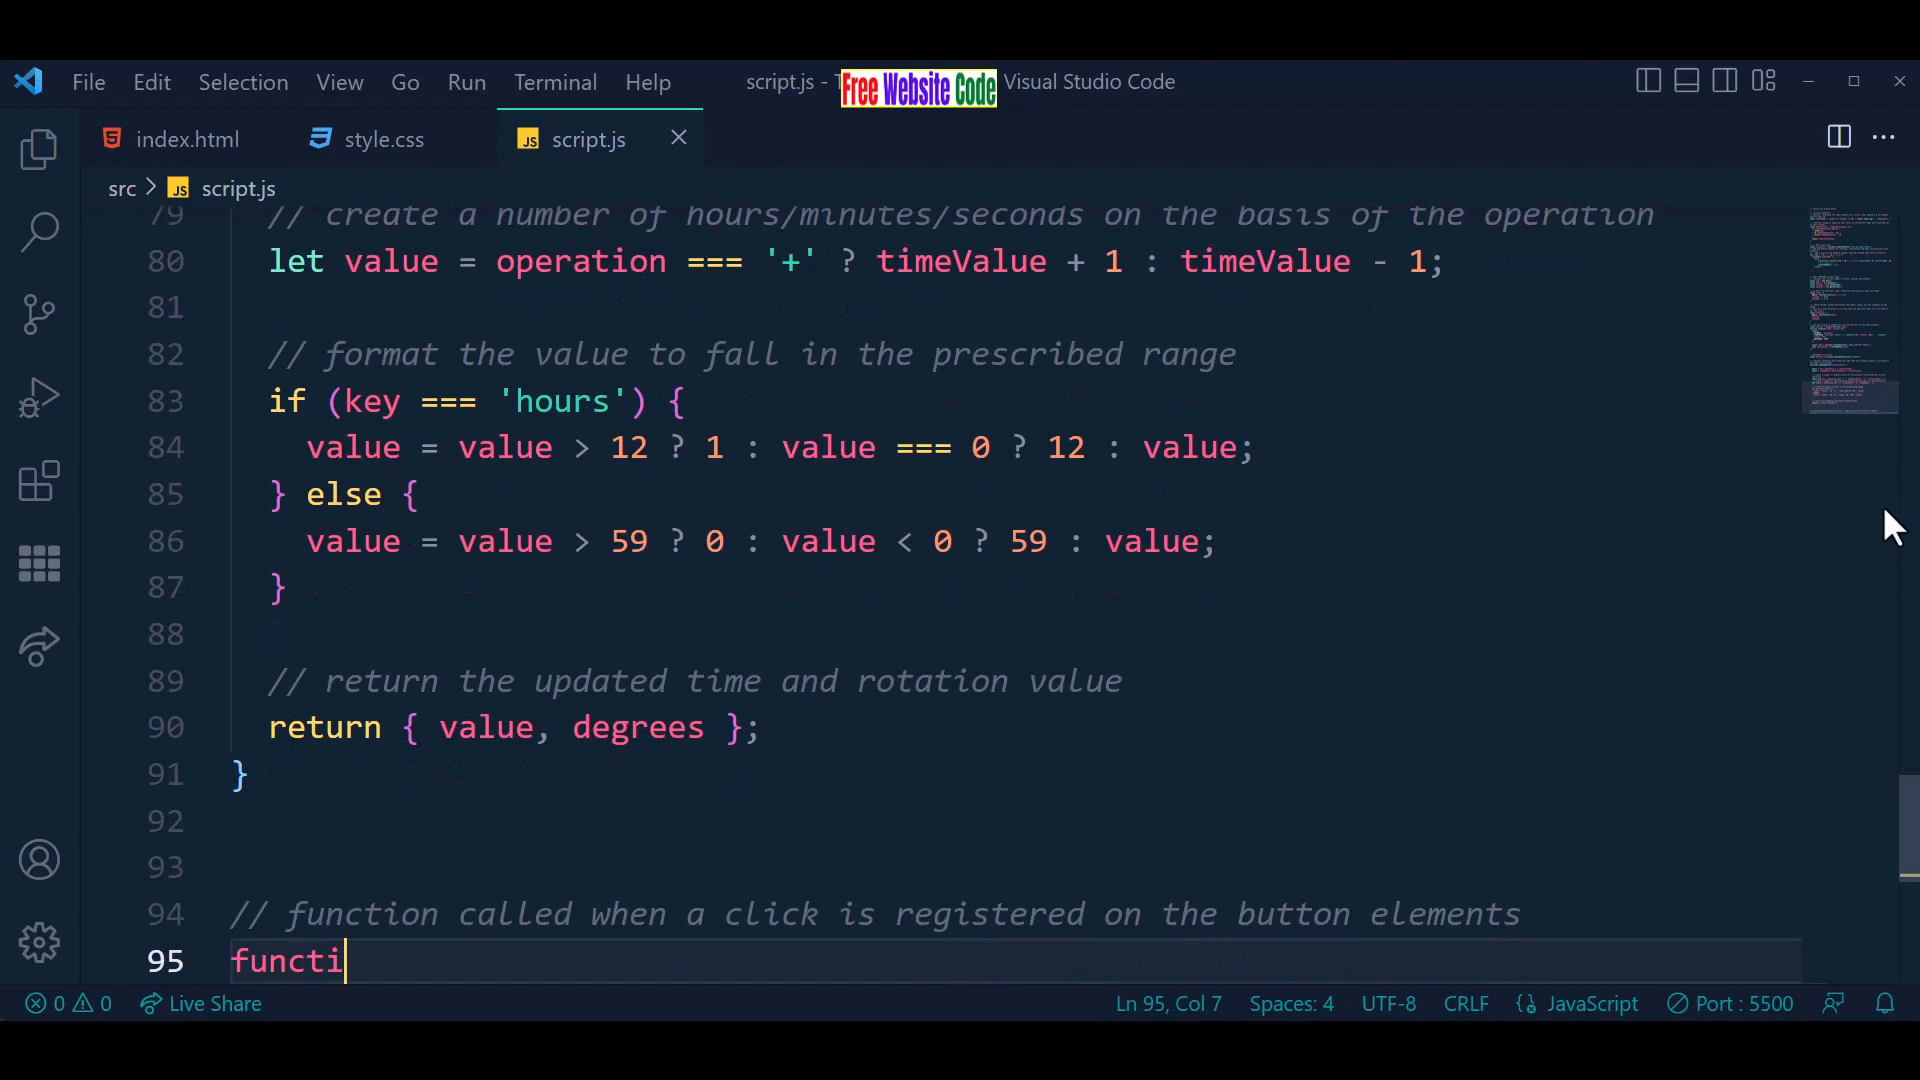 File Edit Selection View Go Run Terminal Help script.js - T Free Website Code Visual Studio Code
index.html style.css JS script.js
src > JS script.js
79 // create a number of hours/minutes/seconds on the basis of the operation
80 let value = operation === '+' ? timeValue + 1 : timeValue - 1;
81
82 // format the value to fall in the prescribed range
83 if (key === 'hours') {
84 value = value > 12 ? 1 : value === 0 ? 12 : value;
85 } else {
86 value = value > 59 ? 0 : value < 0 ? 59 : value;
87 }
88
89 // return the updated time and rotation value
90 return { value, degrees };
91 }
92
93
94 // function called when a click is registered on the button elements
95 functi
0 0 Live Share Ln 95, Col 7 Spaces: 4 UTF-8 CRLF JavaScript Port : 5500